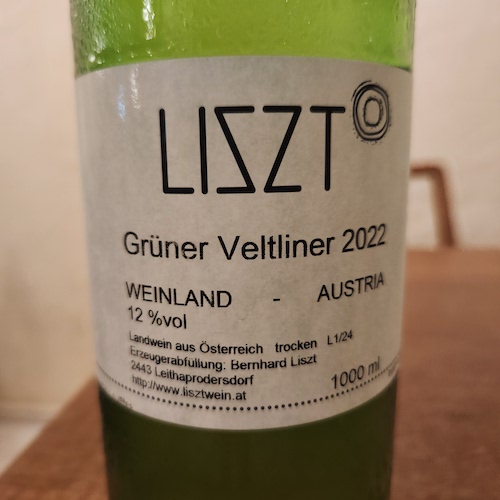 LISZT
Grüner Veltliner 2022
WEINLAND - AUSTRIA
12 %vol
Landwein aus Österreich trocken L1/24
Erzeugerabfüllung: Bernhard Liszt
2443 Leithaprodersdorf
http://www.lisztwein.at 1000 ml